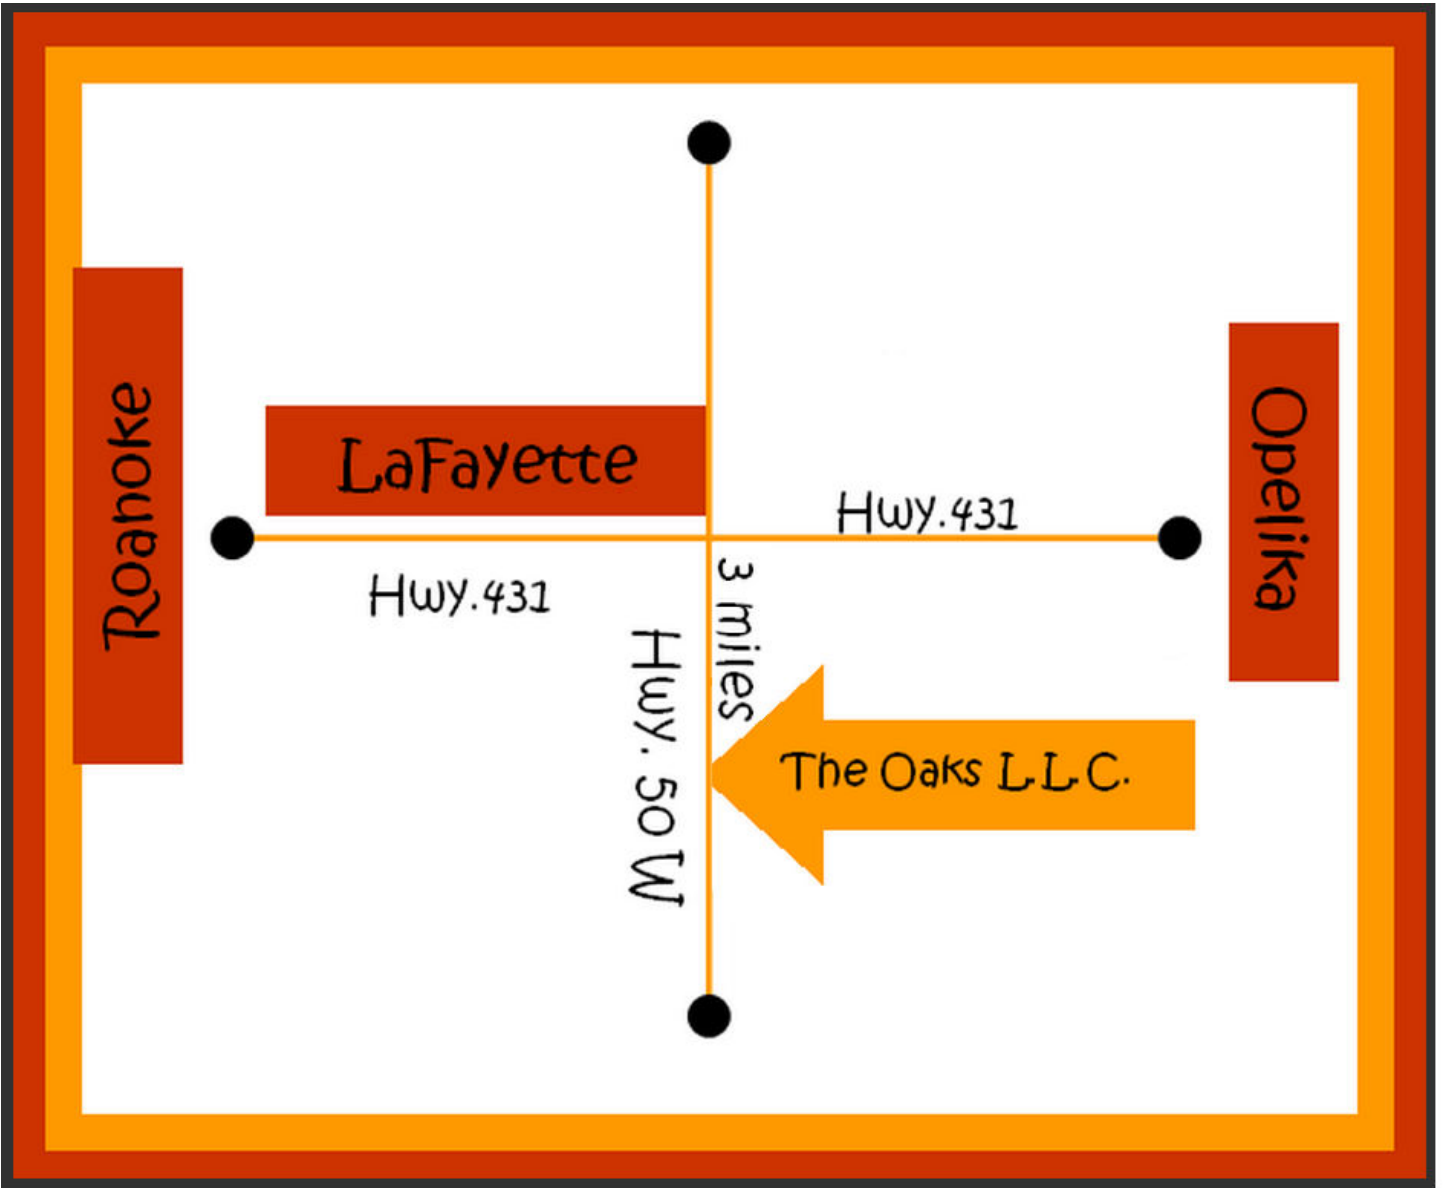 Roanoke
LaFayette
Hwy.431
Hwy.431
Opelika
3 miles
Hwy. 50 W
The Oaks L.L.C.